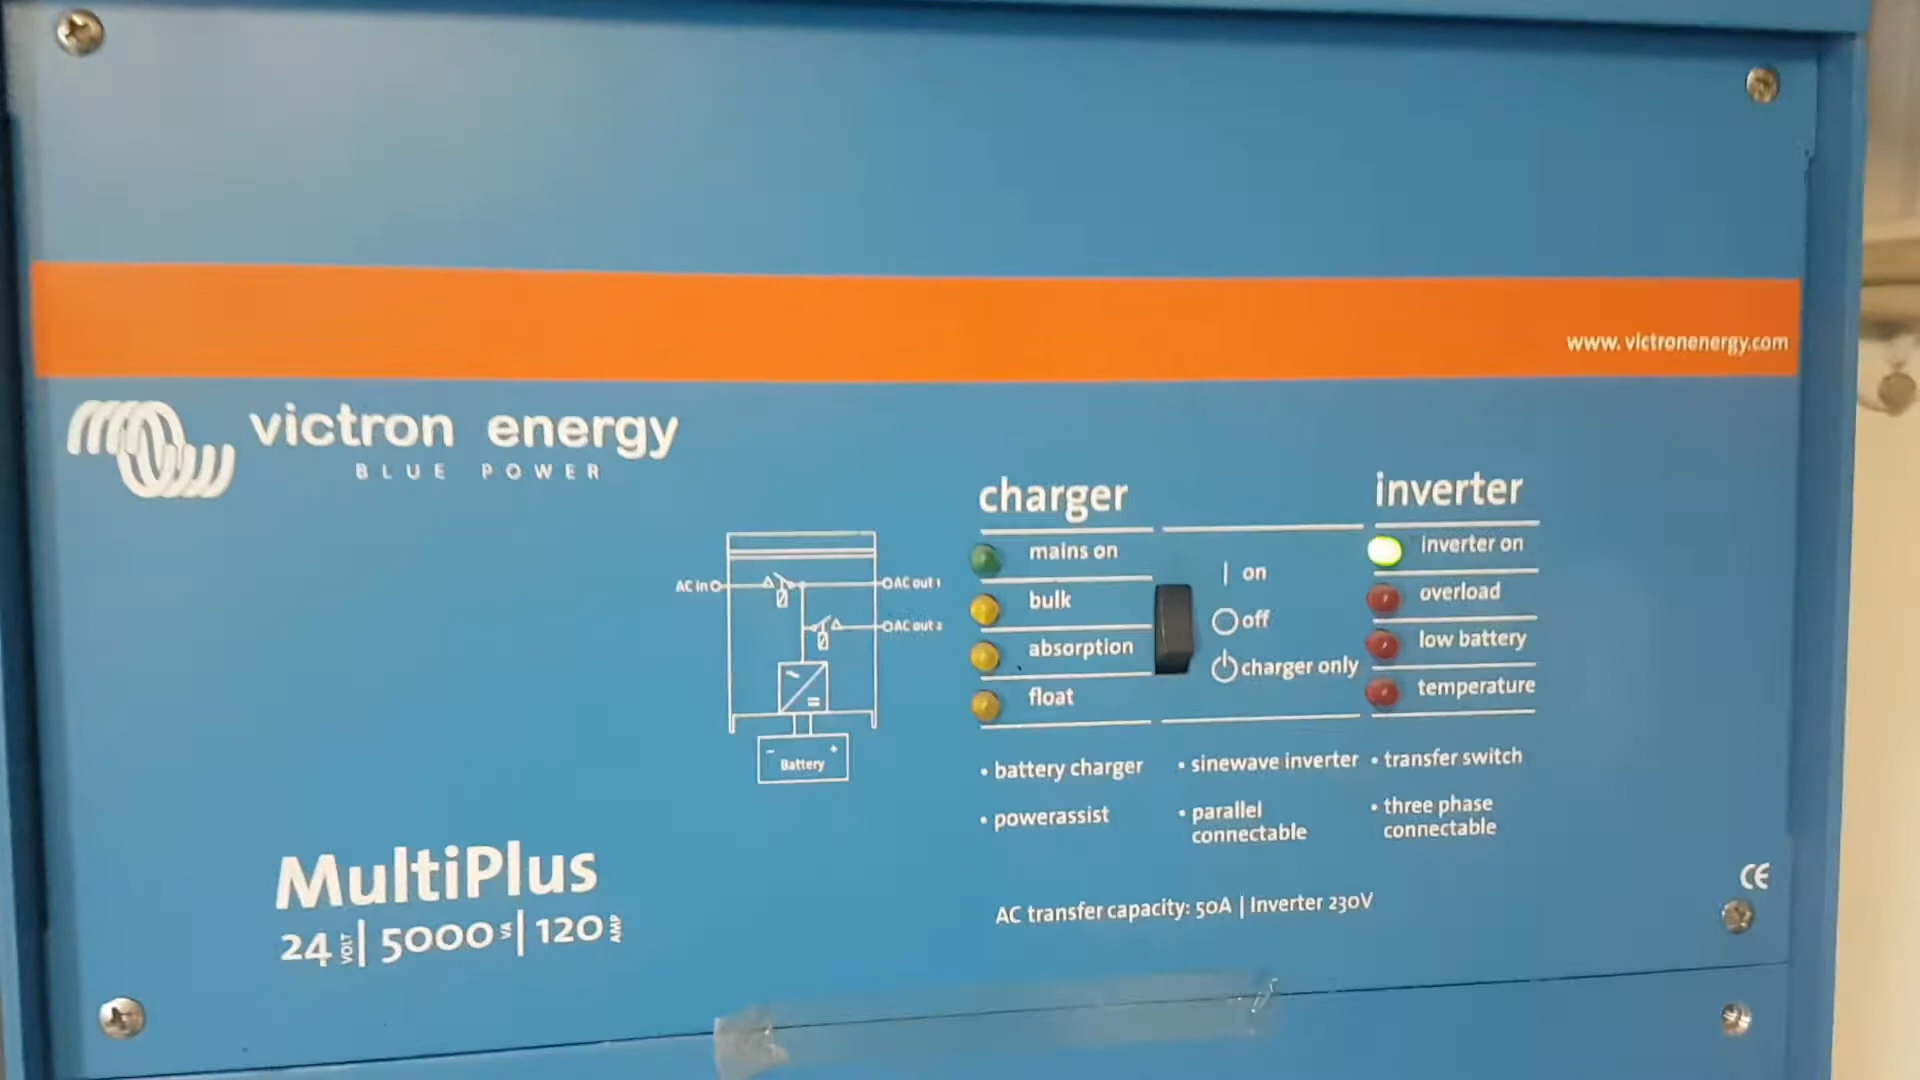 www. victronenergy.com
victron energy
BLUE POWER
charger
inverter
mains on
bulk
absorption
float
on
off
charger only
inverter on
overload
low battery
temperature
AC in
AC out 1
AC out 2
- +
Battery
• battery charger
• sinewave inverter
• transfer switch
• powerassist
• parallel
connectable
• three phase
connectable
MultiPlus
24 VOLT | 5000 VA | 120 AMP
AC transfer capacity: 50A | Inverter 230V
CE